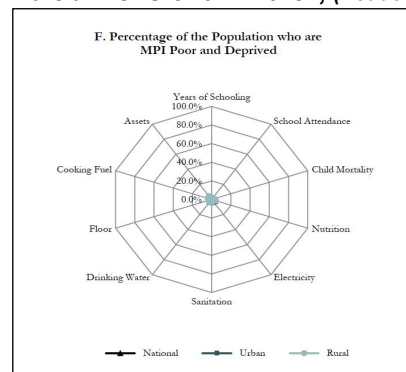 F. Percentage of the Population who are
MPI Poor and Deprived
Years of Schooling
100.0%
Assets
School Attendance
80.0%
60.0%
Cooking Fuel
Child Mortality
40.0%
20.0%
0.0%
Floor
Nutrition
Drinking Water
Electricity
Sanitation
National
Urban
Rural